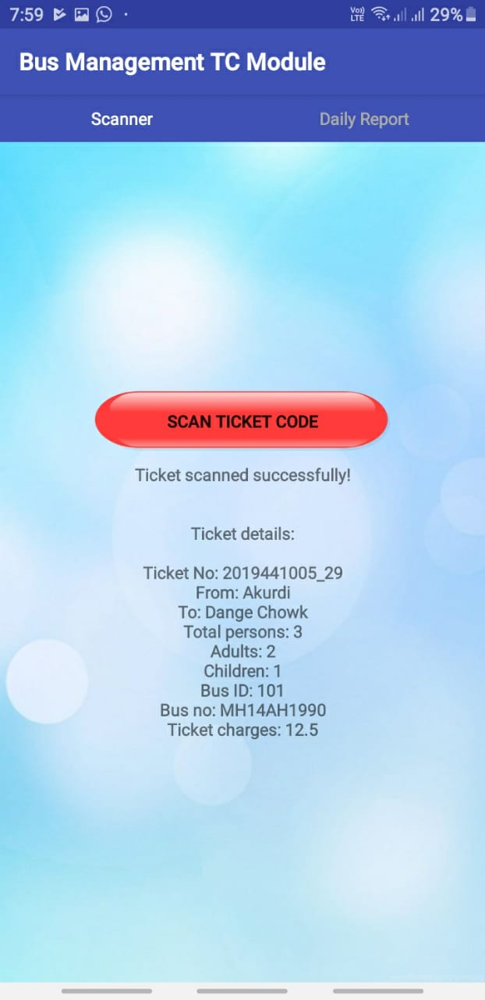 7:59
Vo)) LTE 29%
Bus Management TC Module
Scanner Daily Report
SCAN TICKET CODE
Ticket scanned successfully!
Ticket details:
Ticket No: 2019441005_29
From: Akurdi
To: Dange Chowk
Total persons: 3
Adults: 2
Children: 1
Bus ID: 101
Bus no: MH14AH1990
Ticket charges: 12.5